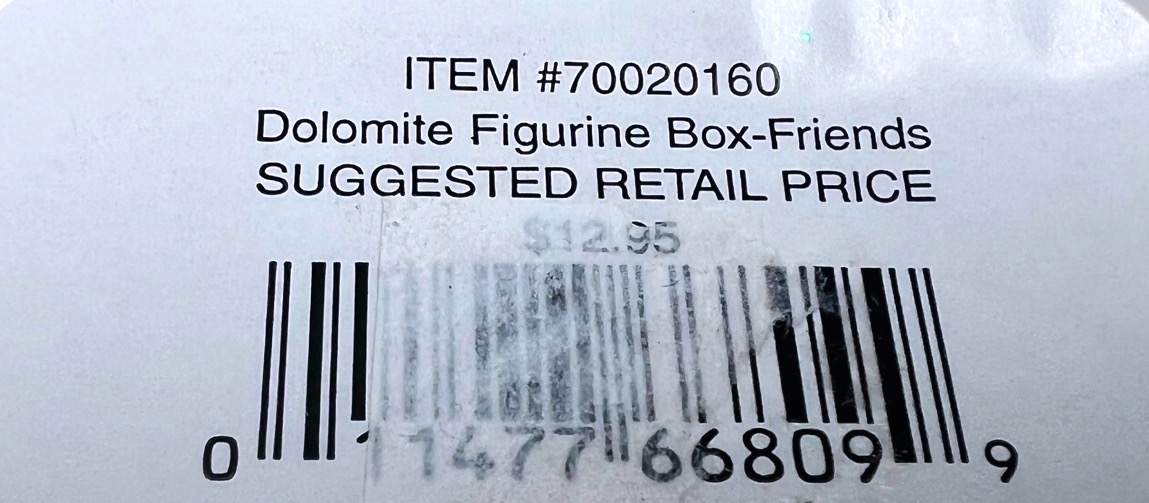 ITEM #70020160
Dolomite Figurine Box-Friends
SUGGESTED RETAIL PRICE
$12.95
0 11477 66809 9